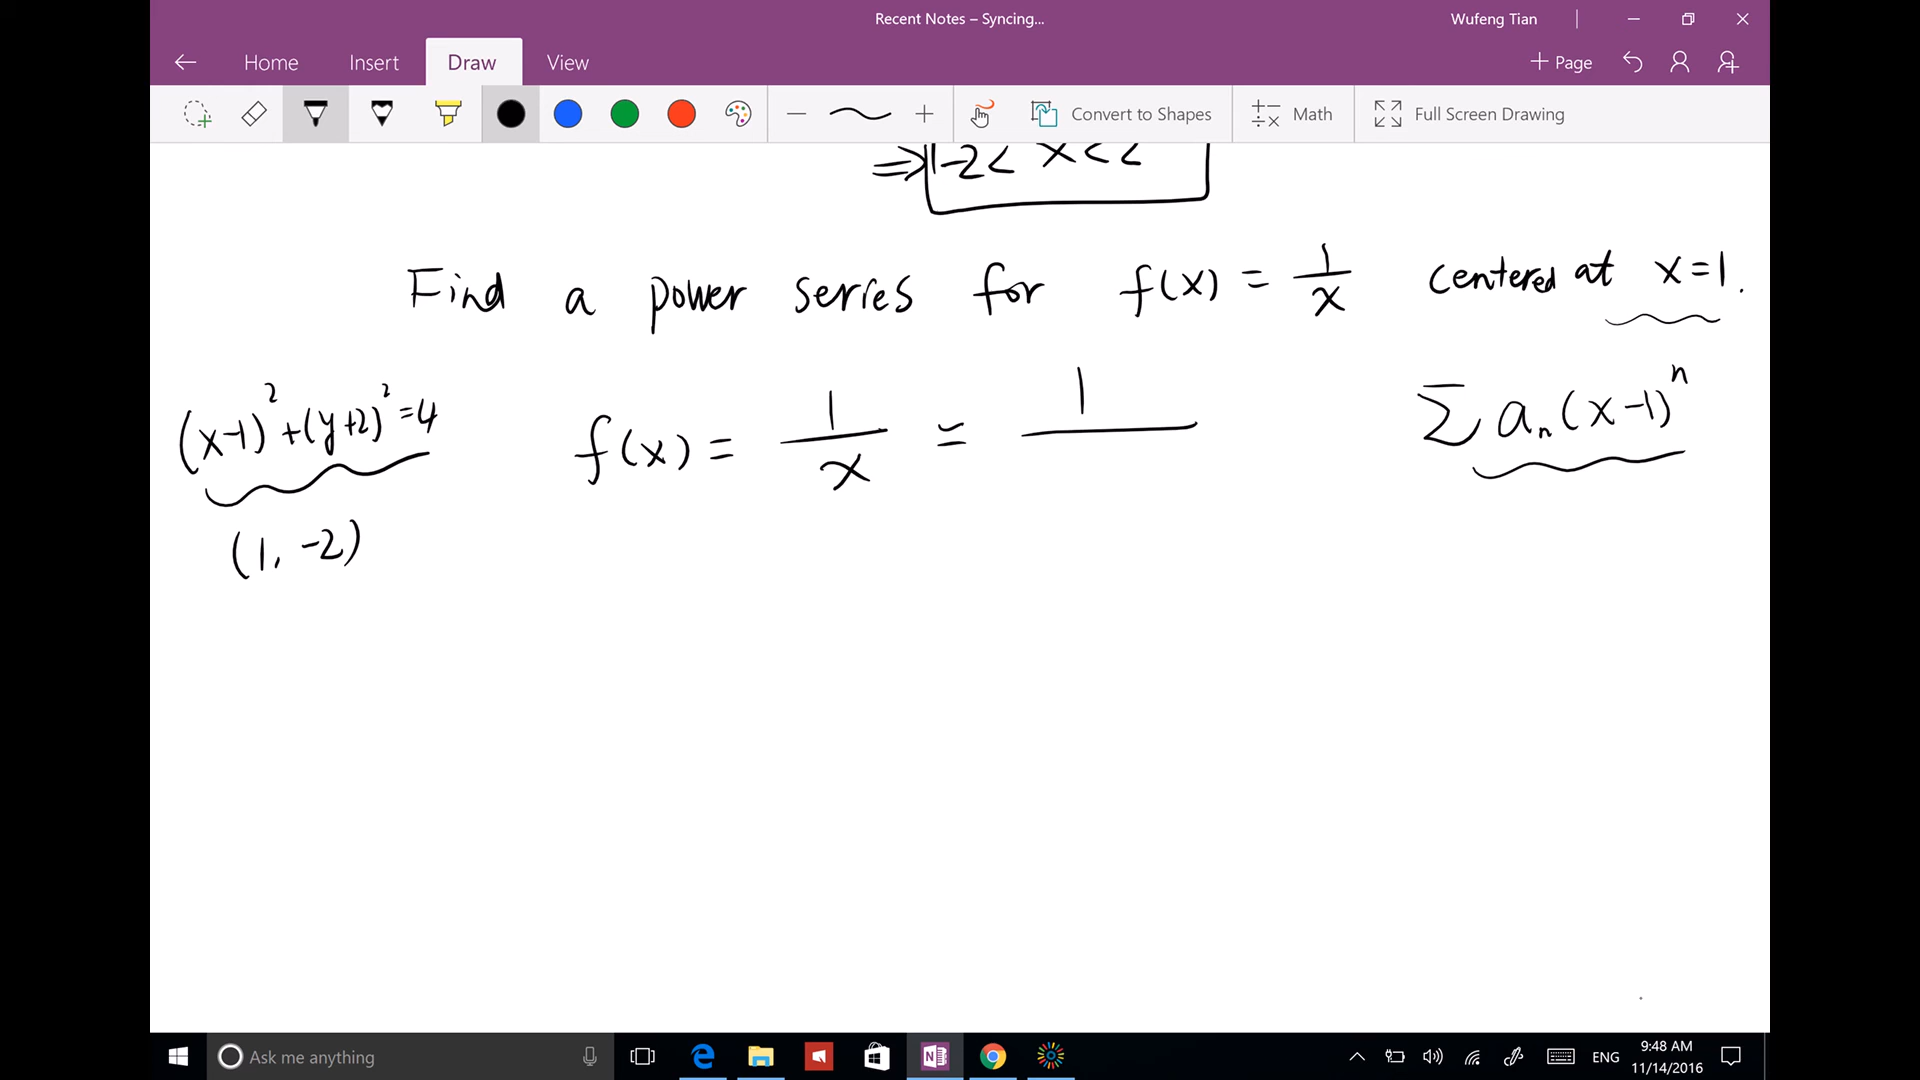 Recent Notes – Syncing...
Wufeng Tian
Home Insert Draw View
Page
Convert to Shapes Math Full Screen Drawing
⇒ -2 < x < 2
Find a power series for f(x) = 1/x centered at x=1.
(x-1)² + (y+2)² = 4
f(x) = 1/x = 1/
∑ aₙ (x-1)ⁿ
(1, -2)
Ask me anything
ENG
9:48 AM
11/14/2016